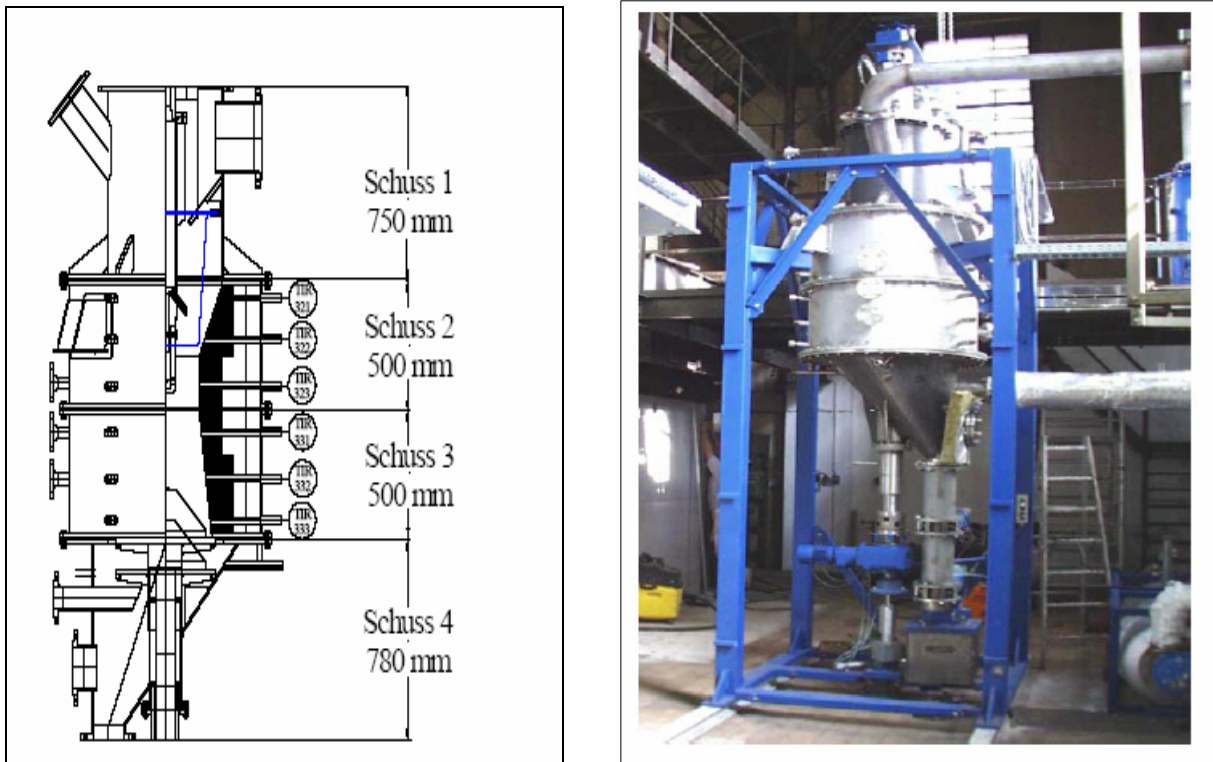 Schuss 1
750 mm
TIR
321
TIR
322
Schuss 2
500 mm
TIR
323
TIR
331
Schuss 3
500 mm
TIR
332
TIR
333
Schuss 4
780 mm